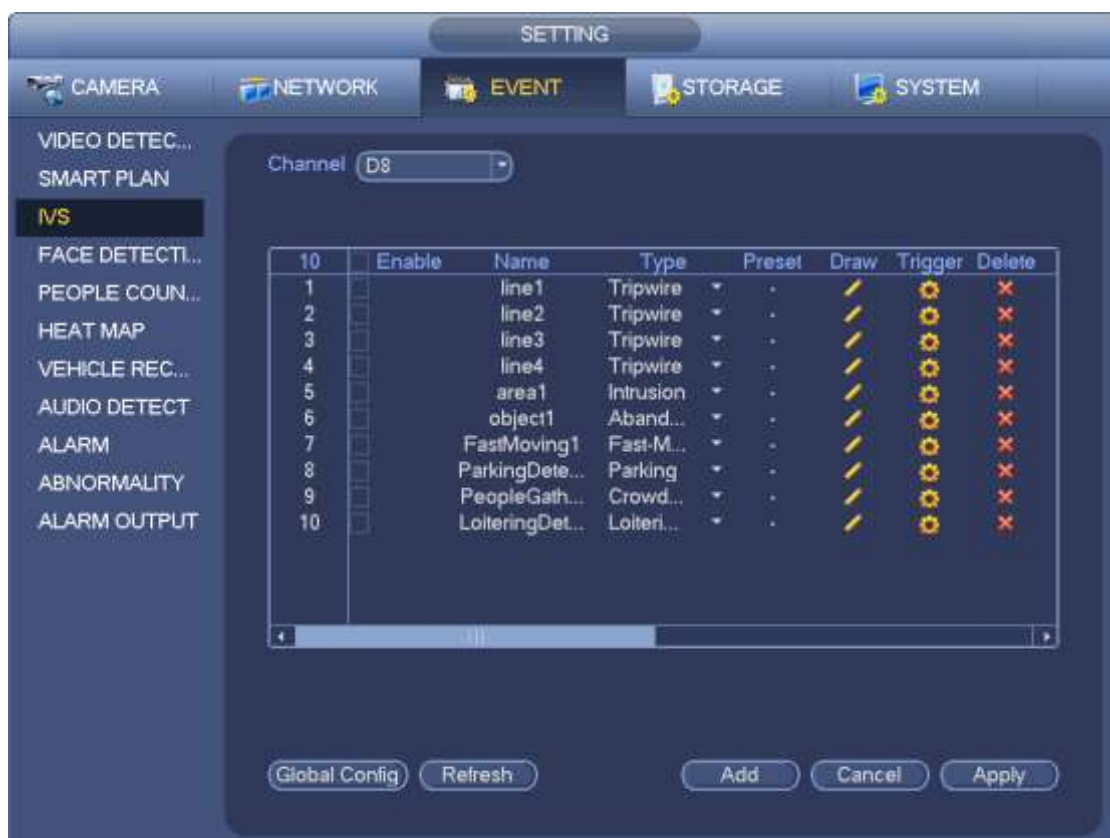 SETTING
CAMERA NETWORK EVENT STORAGE SYSTEM
VIDEO DETEC...
SMART PLAN
IVS
FACE DETECTI...
PEOPLE COUN...
HEAT MAP
VEHICLE REC...
AUDIO DETECT
ALARM
ABNORMALITY
ALARM OUTPUT
Channel D8
10 Enable Name Type Preset Draw Trigger Delete
1 line1 Tripwire
2 line2 Tripwire
3 line3 Tripwire
4 line4 Tripwire
5 area1 Intrusion
6 object1 Aband...
7 FastMoving1 Fast-M...
8 ParkingDete... Parking
9 PeopleGath... Crowd...
10 LoiteringDet... Loiteri...
Global Config Refresh Add Cancel Apply